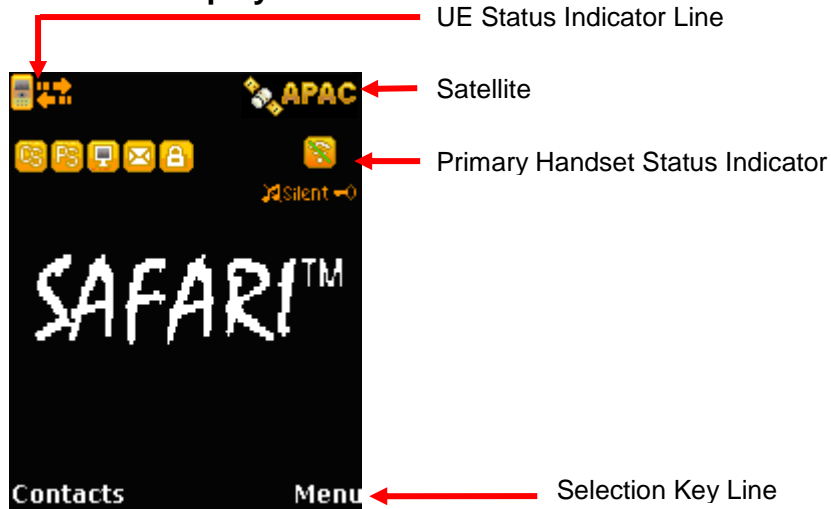 UE Status Indicator Line
APAC
Satellite
CS PS
Primary Handset Status Indicator
Silent
SAFARI™
Contacts Menu
Selection Key Line